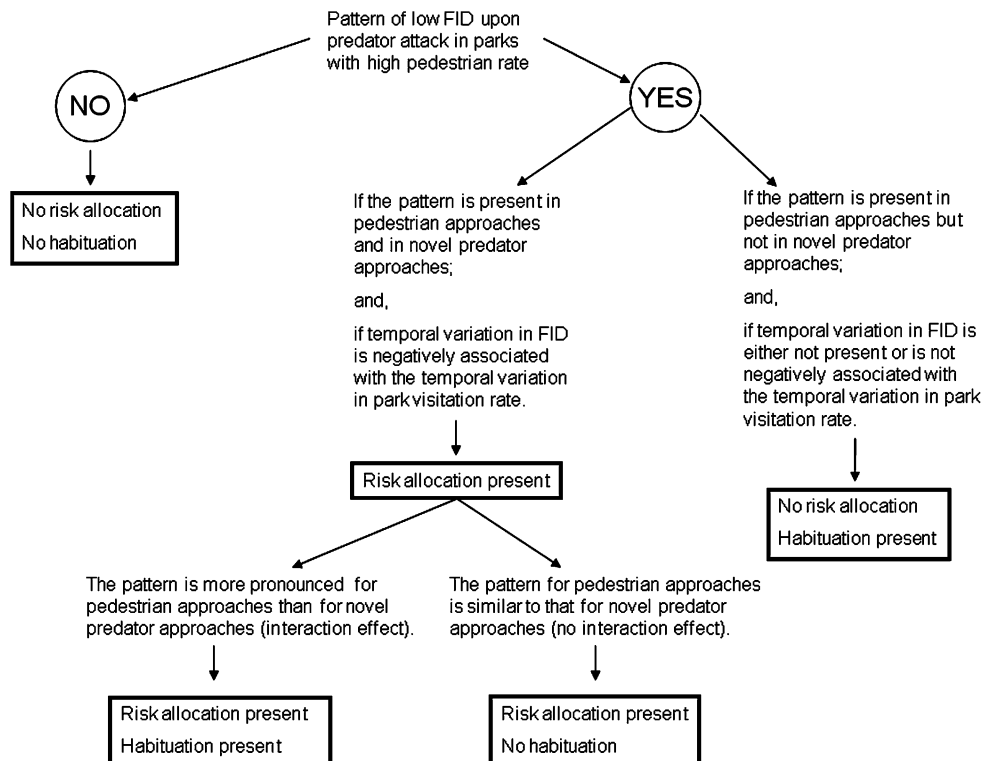 Pattern of low FID upon
predator attack in parks
with high pedestrian rate
NO
YES
No risk allocation
No habituation
If the pattern is present in
pedestrian approaches
and in novel predator
approaches;
and,
if temporal variation in FID
is negatively associated
with the temporal variation
in park visitation rate.
If the pattern is present in
pedestrian approaches but
not in novel predator
approaches;
and,
if temporal variation in FID is
either not present or is not
negatively associated with
the temporal variation in park
visitation rate.
Risk allocation present
No risk allocation
Habituation present
The pattern is more pronounced for
pedestrian approaches than for novel
predator approaches (interaction effect).
The pattern for pedestrian approaches
is similar to that for novel predator
approaches (no interaction effect).
Risk allocation present
Habituation present
Risk allocation present
No habituation